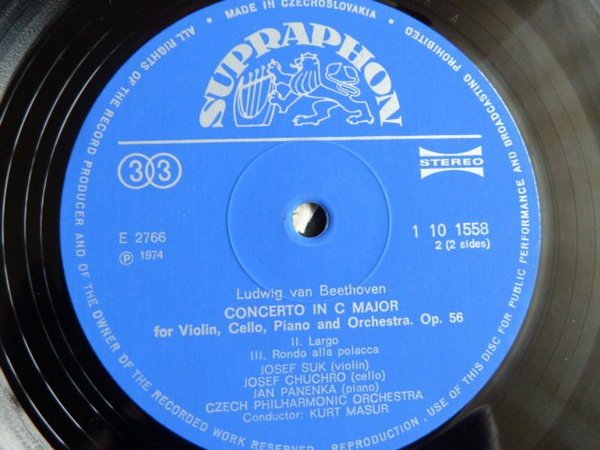 ALL RIGHTS OF THE RECORD PRODUCER AND OF THE OWNER OF THE RECORDED WORK RESERVED. REPRODUCTION, USE OF THIS DISC FOR PUBLIC PERFORMANCE AND BROADCASTING PROHIBITED
• MADE IN CZECHOSLOVAKIA •
SUPRAPHON
33
STEREO
E 2766
℗ 1974
1 10 1558
2 (2 sides)
Ludwig van Beethoven
CONCERTO IN C MAJOR
for Violin, Cello, Piano and Orchestra. Op. 56
II. Largo
III. Rondo alla polacca
JOSEF SUK (violin)
JOSEF CHUCHRO (cello)
JAN PANENKA (piano)
CZECH PHILHARMONIC ORCHESTRA
Conductor: KURT MASUR